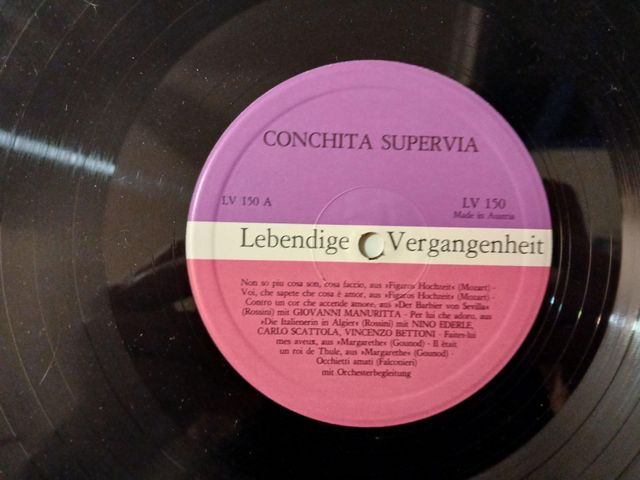 CONCHITA SUPERVIA
LV 150 A
LV 150
Made in Austria
Lebendige Vergangenheit
Non so piu cosa son, cosa faccio, aus »Figaros Hochzeit« (Mozart) -
Voi, che sapete che cosa è amor, aus »Figaros Hochzeit« (Mozart) -
Contro un cor che accende amore, aus »Der Barbier von Sevilla«
(Rossini) mit GIOVANNI MANURITTA - Per lui che adoro, aus
»Die Italienerin in Algier« (Rossini) mit NINO EDERLE,
CARLO SCATTOLA, VINCENZO BETTONI - Faites-lui
mes aveux, aus »Margarethe« (Gounod) - Il était
un roi de Thule, aus »Margarethe« (Gounod) -
Occhietti amati (Falconieri)
mit Orchesterbegleitung